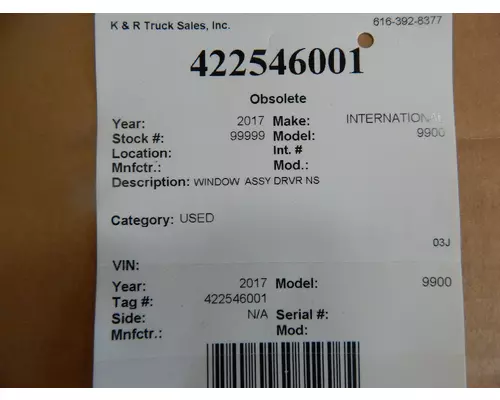 K & R Truck Sales, Inc. 616-392-8377
422546001
Obsolete
Year: 2017 Make: INTERNATIONAL
Stock #: 99999 Model: 9900
Location: Int. #
Mnfctr.: Mod.:
Description: WINDOW ASSY DRVR NS
Category: USED
03J
VIN:
Year: 2017 Model: 9900
Tag #: 422546001
Side: N/A Serial #:
Mnfctr.: Mod: